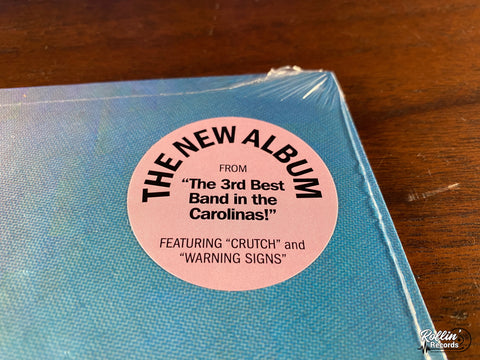 THE NEW ALBUM
FROM
“The 3rd Best
Band in the
Carolinas!”
FEATURING “CRUTCH” and
“WARNING SIGNS”
Rollin'
Records